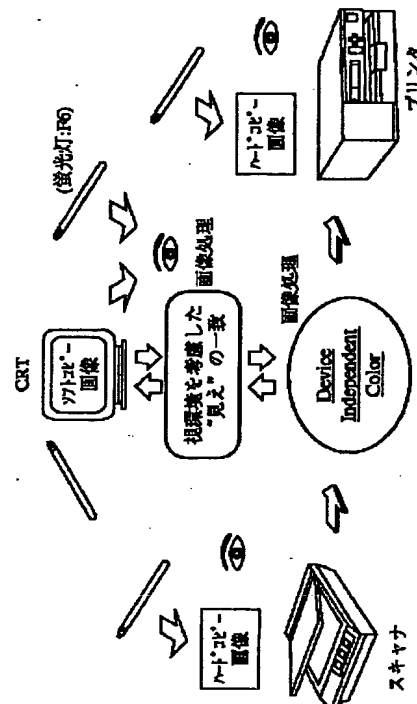 CRT
(蛍光灯:F6)
ソフトコピー
画像
ハードコピー
画像
視環境を考慮した
“見え” の一致
画像処理
ハードコピー
画像
スキャナ
Device
Independent
Color
画像処理
プリンタ